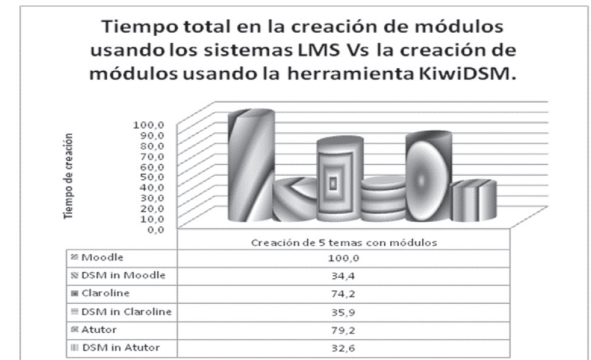 Tiempo total en la creación de módulos
usando los sistemas LMS Vs la creación de
módulos usando la herramienta KiwiDSM.
Tiempo de creación
100,0
90,0
80,0
70,0
60,0
50,0
40,0
30,0
20,0
10,0
0,0
Creación de 5 temas con módulos
Moodle 100,0
DSM in Moodle 34,4
Claroline 74,2
DSM in Claroline 35,9
Atutor 79,2
DSM in Atutor 32,6